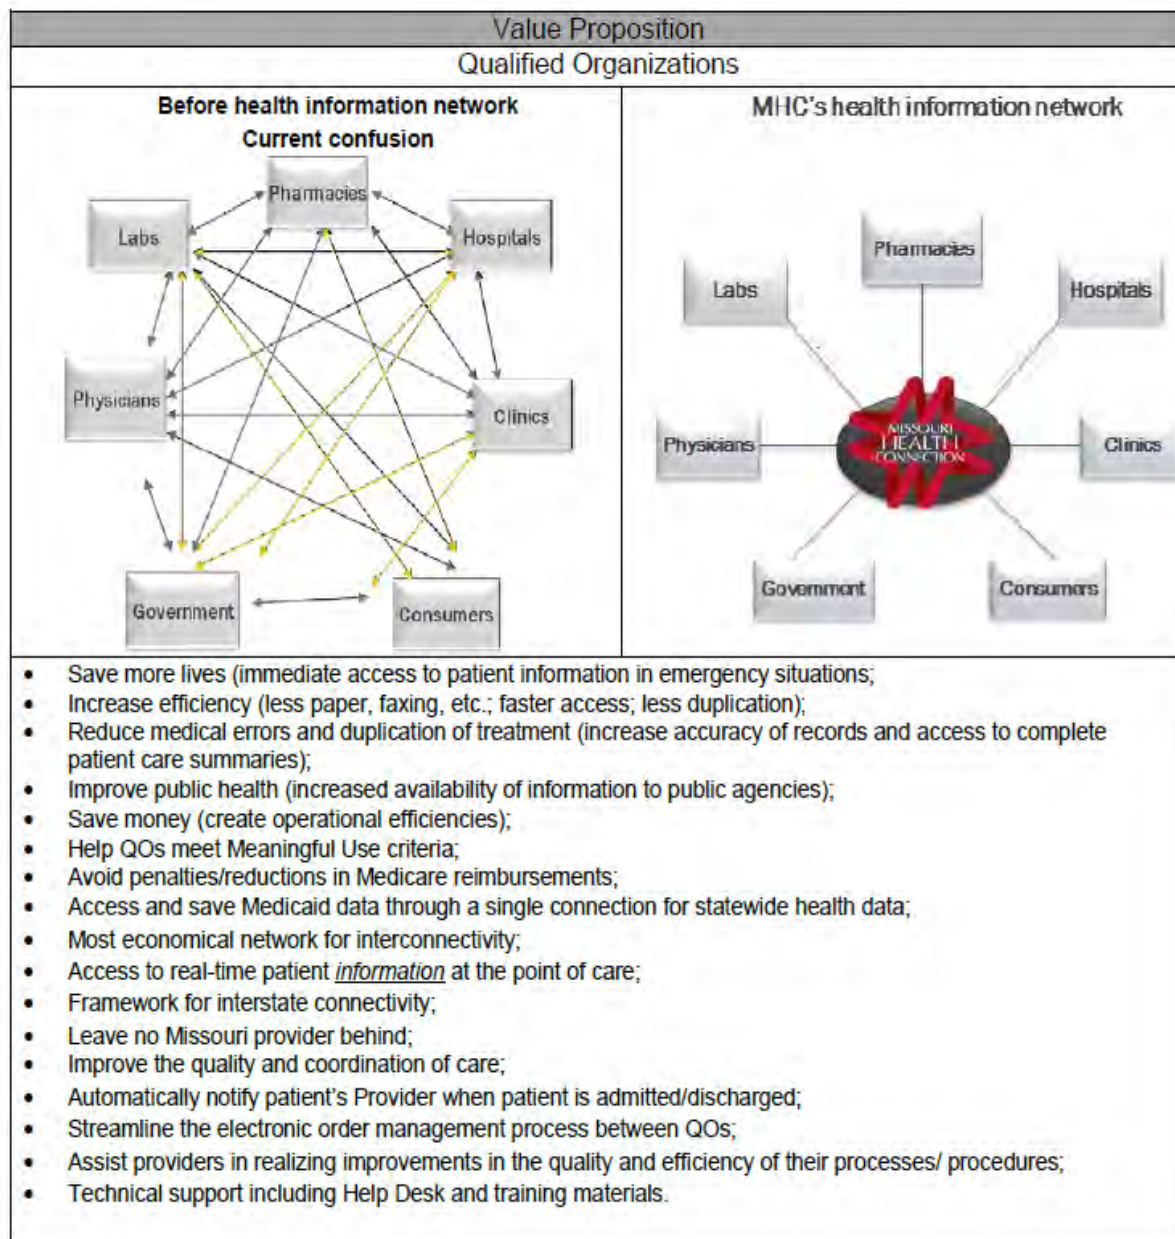 Value Proposition
Qualified Organizations
Before health information network
Current confusion
Pharmacies
Labs
Hospitals
Physicians
Clinics
Government
Consumers
MHC's health information network
Pharmacies
Labs
Hospitals
MISSOURI
HEALTH
CONNECTION
Physicians
Clinics
Government
Consumers
• Save more lives (immediate access to patient information in emergency situations;
• Increase efficiency (less paper, faxing, etc.; faster access; less duplication);
• Reduce medical errors and duplication of treatment (increase accuracy of records and access to complete
patient care summaries);
• Improve public health (increased availability of information to public agencies);
• Save money (create operational efficiencies);
• Help QOs meet Meaningful Use criteria;
• Avoid penalties/reductions in Medicare reimbursements;
• Access and save Medicaid data through a single connection for statewide health data;
• Most economical network for interconnectivity;
• Access to real-time patient information at the point of care;
• Framework for interstate connectivity;
• Leave no Missouri provider behind;
• Improve the quality and coordination of care;
• Automatically notify patient's Provider when patient is admitted/discharged;
• Streamline the electronic order management process between QOs;
• Assist providers in realizing improvements in the quality and efficiency of their processes/ procedures;
• Technical support including Help Desk and training materials.